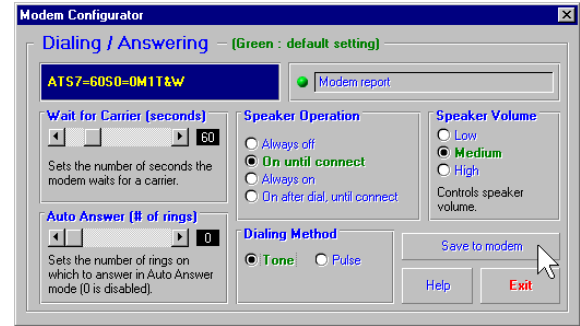 Modem Configurator
Dialing / Answering
(Green : default setting)
ATS7=60S0=0M1T&W
Modem report
Wait for Carrier (seconds)
60
Sets the number of seconds the
modem waits for a carrier.
Auto Answer (# of rings)
0
Sets the number of rings on
which to answer in Auto Answer
mode (0 is disabled).
Speaker Operation
Always off
On until connect
Always on
On after dial, until connect
Dialing Method
Tone
Pulse
Speaker Volume
Low
Medium
High
Controls speaker
volume.
Save to modem
Help
Exit